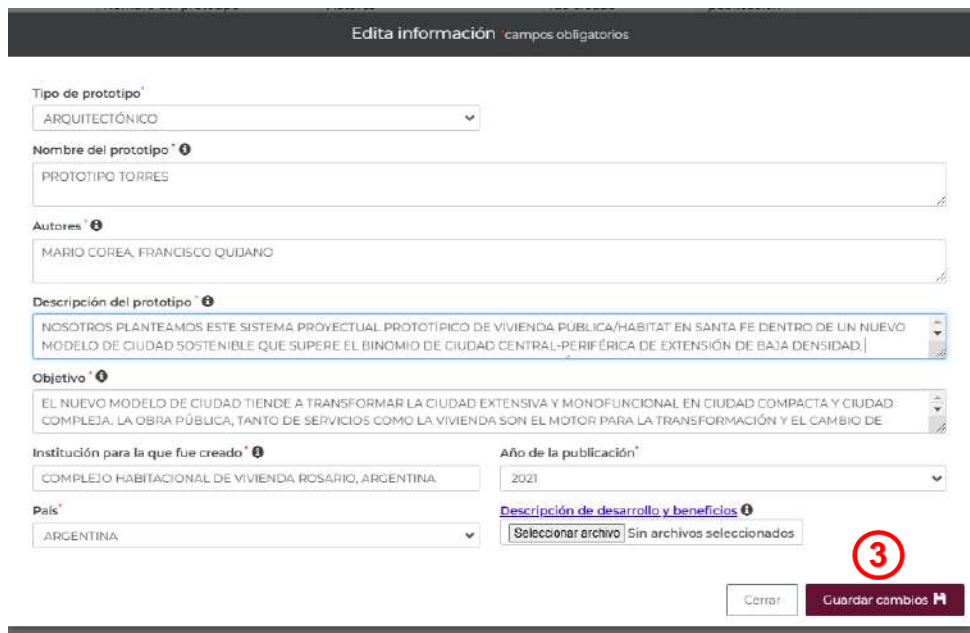 Edita información *campos obligatorios
Tipo de prototipo*
ARQUITECTÓNICO
Nombre del prototipo *
PROTOTIPO TORRES
Autores *
MARIO COREA, FRANCISCO QUIJANO
Descripción del prototipo *
NOSOTROS PLANTEAMOS ESTE SISTEMA PROYECTUAL PROTOTÍPICO DE VIVIENDA PÚBLICA/HABITAT EN SANTA FE DENTRO DE UN NUEVO
MODELO DE CIUDAD SOSTENIBLE QUE SUPERE EL BINOMIO DE CIUDAD CENTRAL-PERIFÉRICA DE EXTENSIÓN DE BAJA DENSIDAD.
Objetivo *
EL NUEVO MODELO DE CIUDAD TIENDE A TRANSFORMAR LA CIUDAD EXTENSIVA Y MONOFUNCIONAL EN CIUDAD COMPACTA Y CIUDAD
COMPLEJA. LA OBRA PÚBLICA, TANTO DE SERVICIOS COMO LA VIVIENDA SON EL MOTOR PARA LA TRANSFORMACIÓN Y EL CAMBIO DE
Institución para la que fue creado * Año de la publicación*
COMPLEJO HABITACIONAL DE VIVIENDA ROSARIO, ARGENTINA 2021
País* Descripción de desarrollo y beneficios
ARGENTINA Seleccionar archivo Sin archivos seleccionados
3
Cerrar Guardar cambios